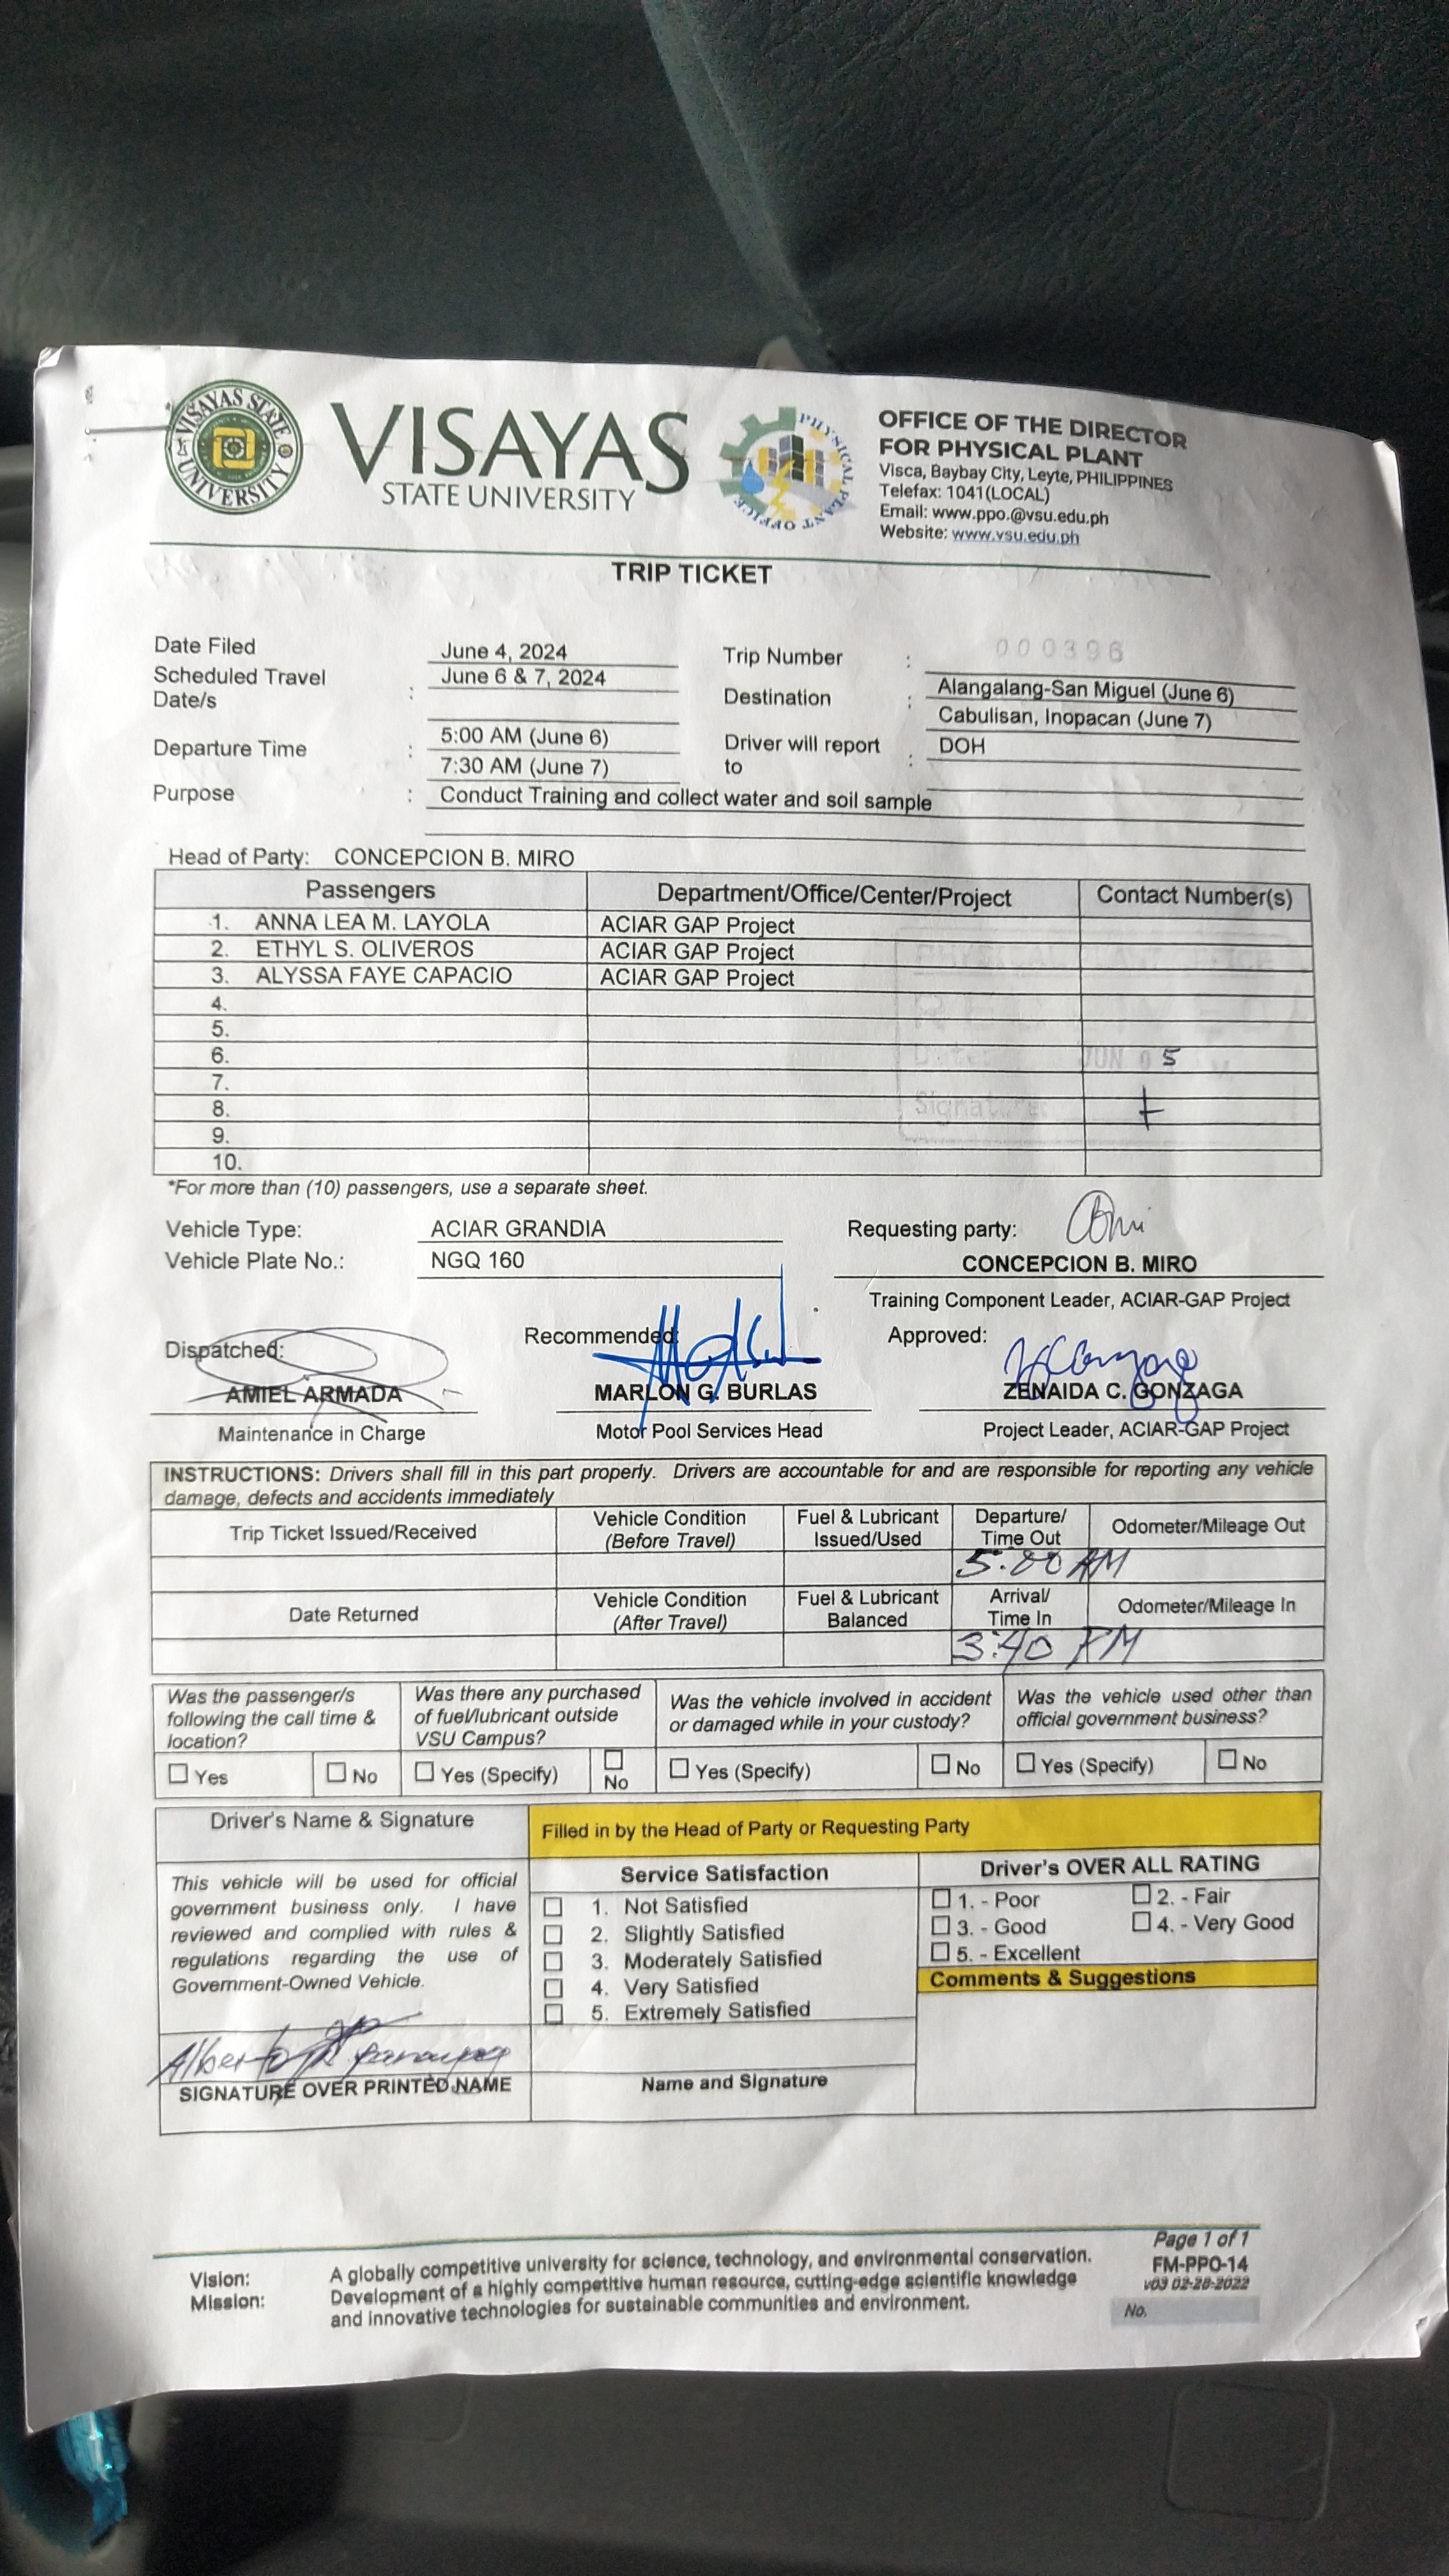 VISAYAS STATE UNIVERSITY
VISAYAS
STATE UNIVERSITY
PHYSICAL PLANT OFFICE
OFFICE OF THE DIRECTOR
FOR PHYSICAL PLANT
Visca, Baybay City, Leyte, PHILIPPINES
Telefax: 1041(LOCAL)
Email: www.ppo.@vsu.edu.ph
Website: www.vsu.edu.ph
TRIP TICKET
Date Filed June 4, 2024 Trip Number : 000396
Scheduled Travel Date/s : June 6 & 7, 2024 Destination : Alangalang-San Miguel (June 6)
Cabulisan, Inopacan (June 7)
Departure Time : 5:00 AM (June 6) Driver will report to : DOH
7:30 AM (June 7)
Purpose : Conduct Training and collect water and soil sample
Head of Party: CONCEPCION B. MIRO
Passengers Department/Office/Center/Project Contact Number(s)
1. ANNA LEA M. LAYOLA ACIAR GAP Project
2. ETHYL S. OLIVEROS ACIAR GAP Project
3. ALYSSA FAYE CAPACIO ACIAR GAP Project
4.
5.
6. JUN 05
7.
8. Signature
9.
10.
*For more than (10) passengers, use a separate sheet.
Vehicle Type: ACIAR GRANDIA Requesting party:
Vehicle Plate No.: NGQ 160 CONCEPCION B. MIRO
Training Component Leader, ACIAR-GAP Project
Dispatched: Recommended: Approved:
AMIEL ARMADA MARLON G. BURLAS ZENAIDA C. GONZAGA
Maintenance in Charge Motor Pool Services Head Project Leader, ACIAR-GAP Project
INSTRUCTIONS: Drivers shall fill in this part properly. Drivers are accountable for and are responsible for reporting any vehicle
damage, defects and accidents immediately
Trip Ticket Issued/Received Vehicle Condition (Before Travel) Fuel & Lubricant Issued/Used Departure/ Time Out Odometer/Mileage Out
5:00 AM
Date Returned Vehicle Condition (After Travel) Fuel & Lubricant Balanced Arrival/ Time In Odometer/Mileage In
3:40 PM
Was the passenger/s following the call time & location? Was there any purchased of fuel/lubricant outside VSU Campus? Was the vehicle involved in accident or damaged while in your custody? Was the vehicle used other than official government business?
Yes No Yes (Specify) No Yes (Specify) No Yes (Specify) No
Driver's Name & Signature Filled in by the Head of Party or Requesting Party
This vehicle will be used for official
government business only. I have
reviewed and complied with rules &
regulations regarding the use of
Government-Owned Vehicle.
Alberto
SIGNATURE OVER PRINTED NAME
Service Satisfaction
1. Not Satisfied
2. Slightly Satisfied
3. Moderately Satisfied
4. Very Satisfied
5. Extremely Satisfied
Name and Signature
Driver's OVER ALL RATING
1. - Poor 2. - Fair
3. - Good 4. - Very Good
5. - Excellent
Comments & Suggestions
Vision: A globally competitive university for science, technology, and environmental conservation.
Mission: Development of a highly competitive human resource, cutting-edge scientific knowledge
and innovative technologies for sustainable communities and environment.
Page 1 of 1
FM-PPO-14
v03 02-28-2022
No.